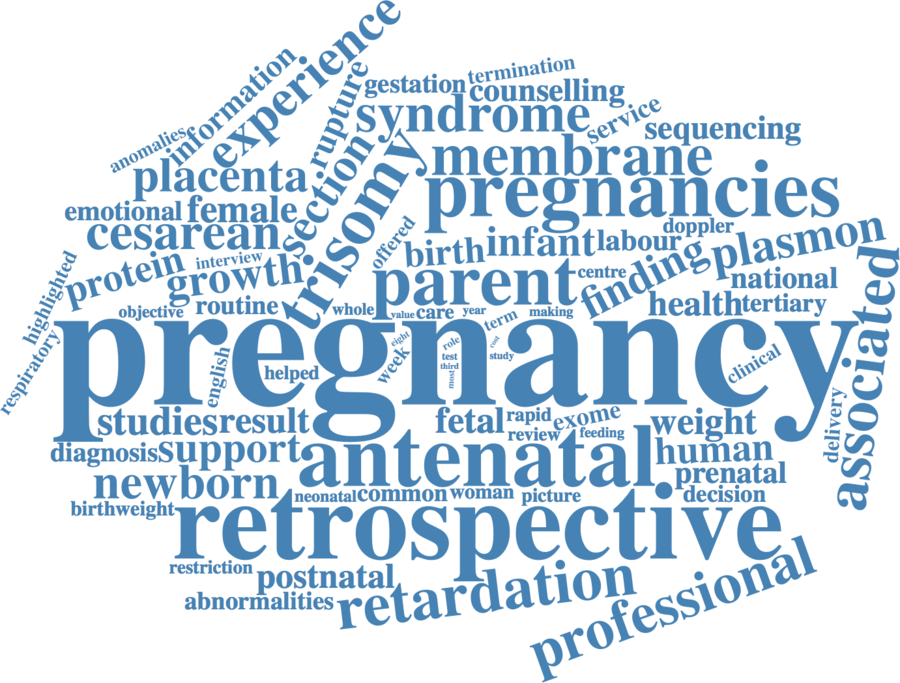 experience
information
anomalies
rupture
gestation
termination
counselling
syndrome
service
sequencing
placenta
section
trisomy
membrane
pregnancies
emotional
female
cesarean
offered
birth
infant
labour
doppler
plasmon
protein
interview
growth
highlighted
parent
centre
finding
national
objective
routine
whole
value
care
year
term
making
health
tertiary
associated
respiratory
pregnancy
english
helped
week
eight
role
test
third
most
cost
study
clinical
delivery
studies
result
fetal
rapid
exome
weight
review
feeding
diagnosis
support
antenatal
human
newborn
neonatal
common
woman
picture
prenatal
decision
birthweight
retrospective
restriction
postnatal
abnormalities
retardation
professional